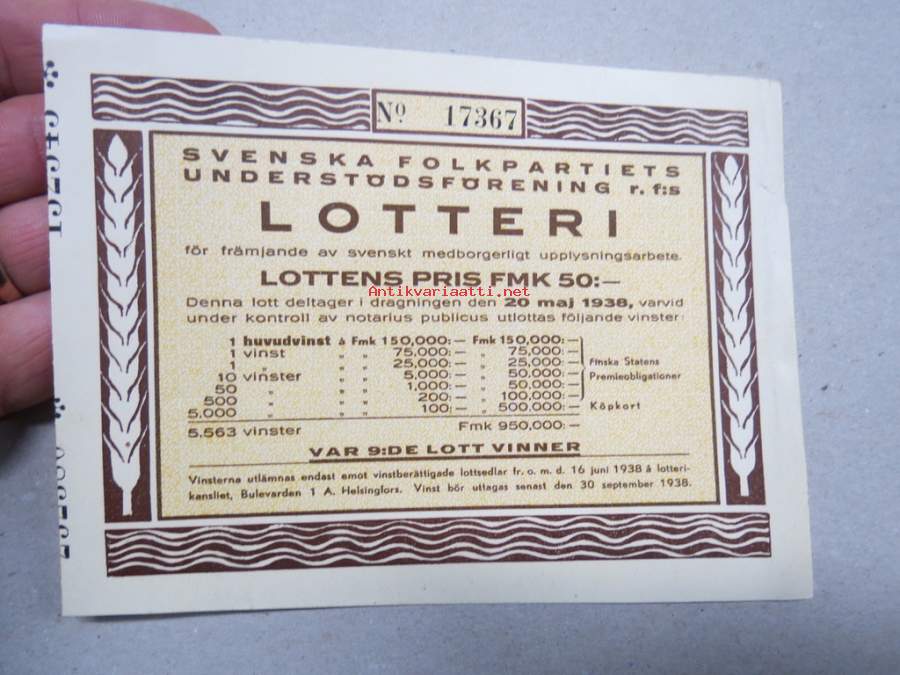 No 17367
SVENSKA FOLKPARTIETS
UNDERSTÖDSFÖRENING r. f:s
LOTTERI
för främjande av svenskt medborgerligt upplysningsarbete.
LOTTENS PRIS FMK 50:—
Antikvariaatti.net
Denna lott deltager i dragningen den 20 maj 1938, varvid
under kontroll av notarius publicus utlottas följande vinster:
1 huvudvinst à Fmk 150,000:— Fmk 150,000:—
1 vinst " " 75,000:— " 75,000:—
1 " " " 25,000:— " 25,000:— Finska Statens
10 vinster " " 5,000:— " 50,000:— Premieobligationer
50 " " " 1,000:— " 50,000:—
500 " " " 200:— " 100,000:—
5.000 " " " 100:— " 500,000:— Köpkort
5.563 vinster Fmk 950,000:—
VAR 9:DE LOTT VINNER
Vinsterna utlämnas endast emot vinstberättigade lottsedlar fr. o. m. d. 16 juni 1938 å lotteri-
kansliet, Bulevarden 1 A. Helsingfors. Vinst bör uttagas senast den 30 september 1938.